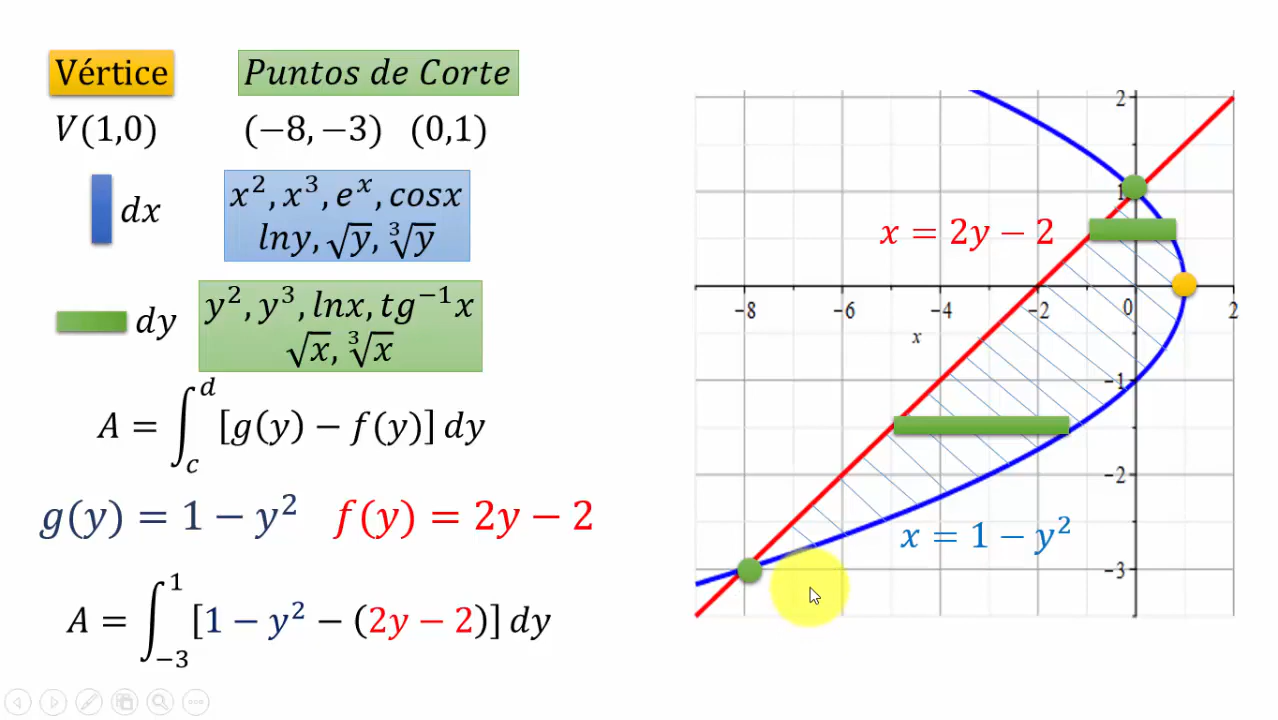 Vértice
Puntos de Corte
V(1,0)
(−8, −3) (0,1)
dx
x², x³, eˣ, cosx
lny, √y, ∛y
dy
y², y³, lnx, tg⁻¹x
√x, ∛x
A = ∫_c^d [g(y) − f(y)] dy
g(y) = 1 − y² f(y) = 2y − 2
A = ∫_{−3}^1 [1 − y² − (2y − 2)] dy
2
1
x = 2y − 2
−8 −6 −4 −2 0 2
x
−1
−2
x = 1 − y²
−3